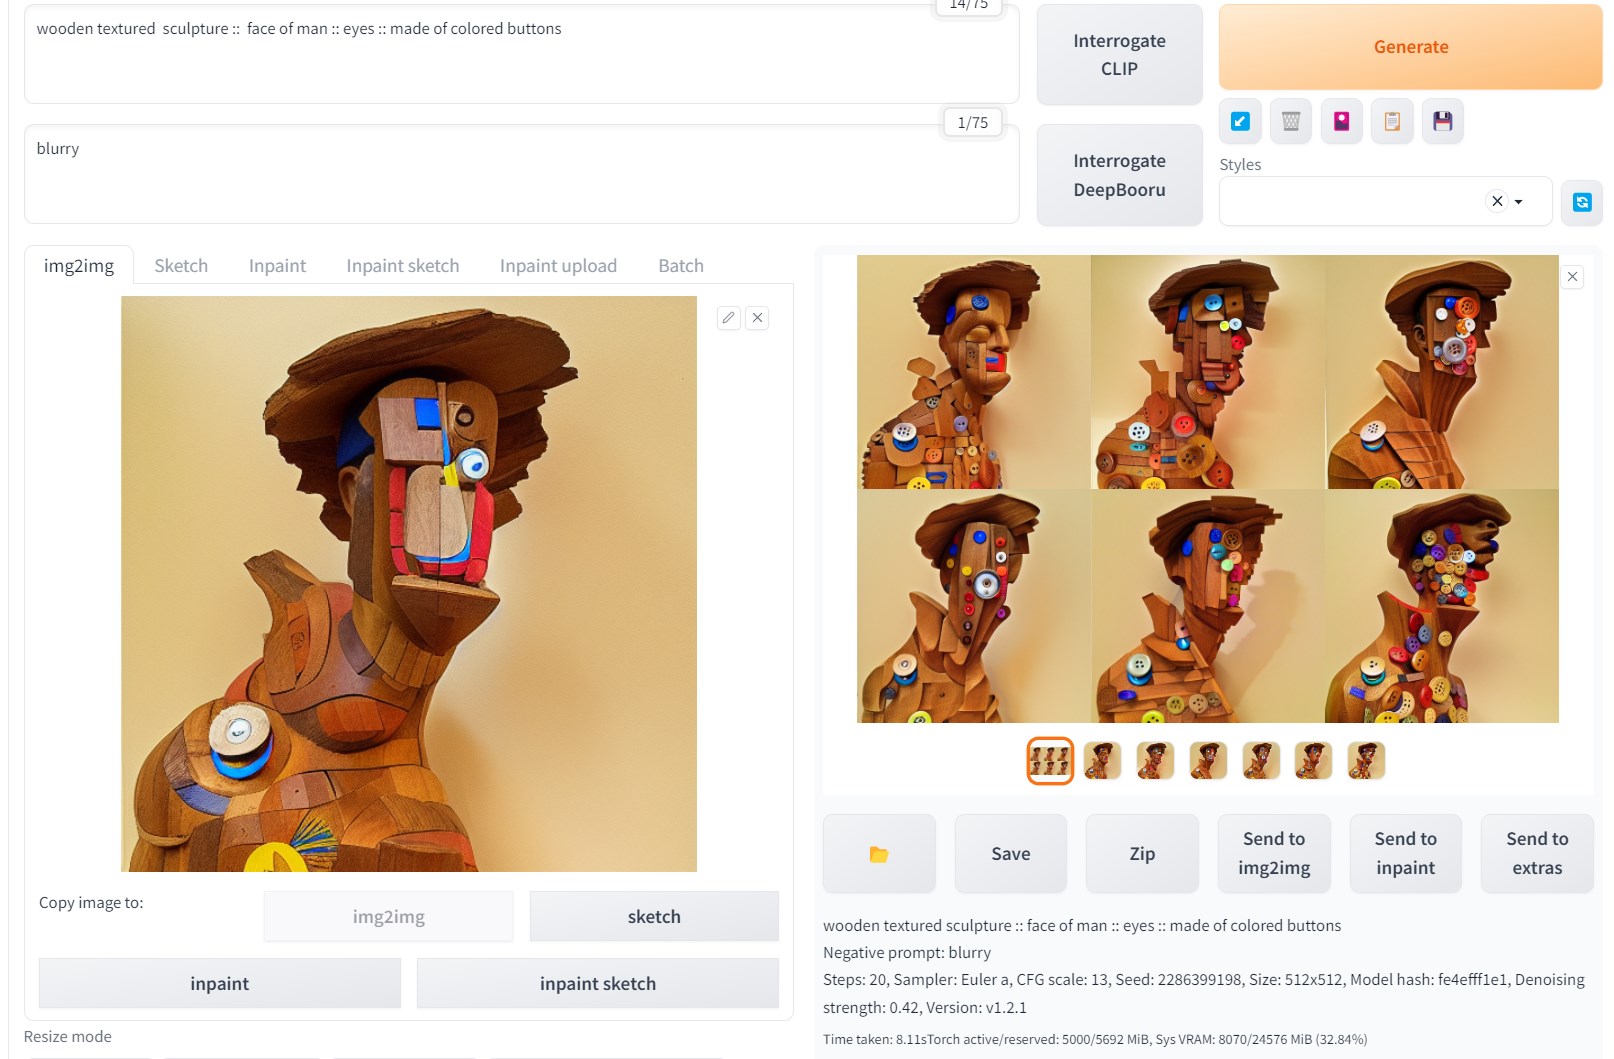 14/75
wooden textured  sculpture ::  face of man :: eyes :: made of colored buttons
Interrogate
CLIP
Generate
1/75
blurry
Interrogate
DeepBooru
Styles
img2img
Sketch
Inpaint
Inpaint sketch
Inpaint upload
Batch
Copy image to:
img2img
sketch
inpaint
inpaint sketch
Resize mode
Save
Zip
Send to
img2img
Send to
inpaint
Send to
extras
wooden textured sculpture :: face of man :: eyes :: made of colored buttons
Negative prompt: blurry
Steps: 20, Sampler: Euler a, CFG scale: 13, Seed: 2286399198, Size: 512x512, Model hash: fe4efff1e1, Denoising
strength: 0.42, Version: v1.2.1
Time taken: 8.11sTorch active/reserved: 5000/5692 MiB, Sys VRAM: 8070/24576 MiB (32.84%)